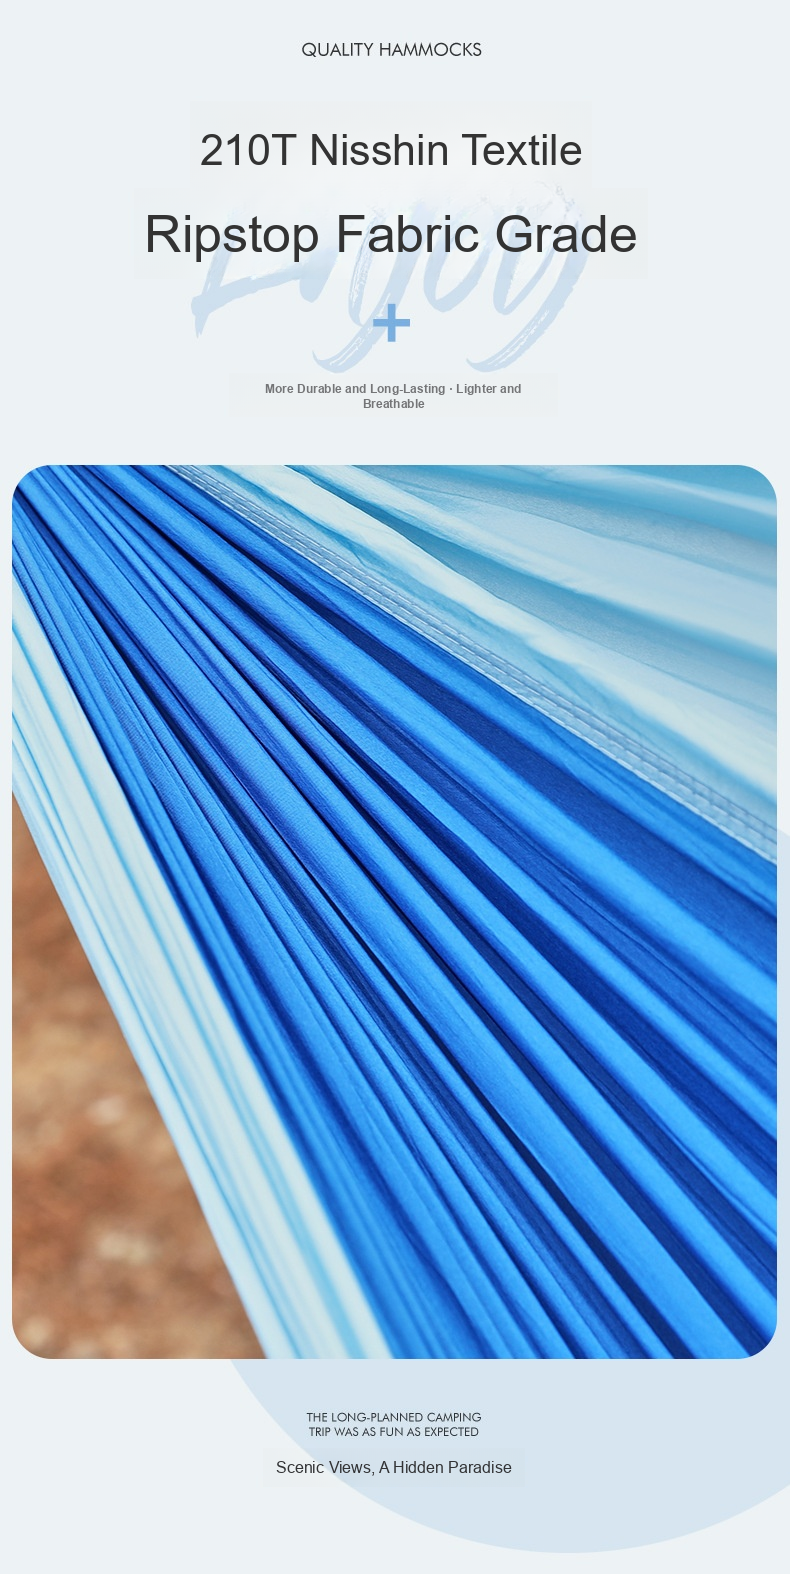 QUALITY HAMMOCKS
210T Nisshin Textile
Ripstop Fabric Grade
Enjoy
+
More Durable and Long-Lasting · Lighter and
Breathable
THE LONG-PLANNED CAMPING
TRIP WAS AS FUN AS EXPECTED
Scenic Views, A Hidden Paradise